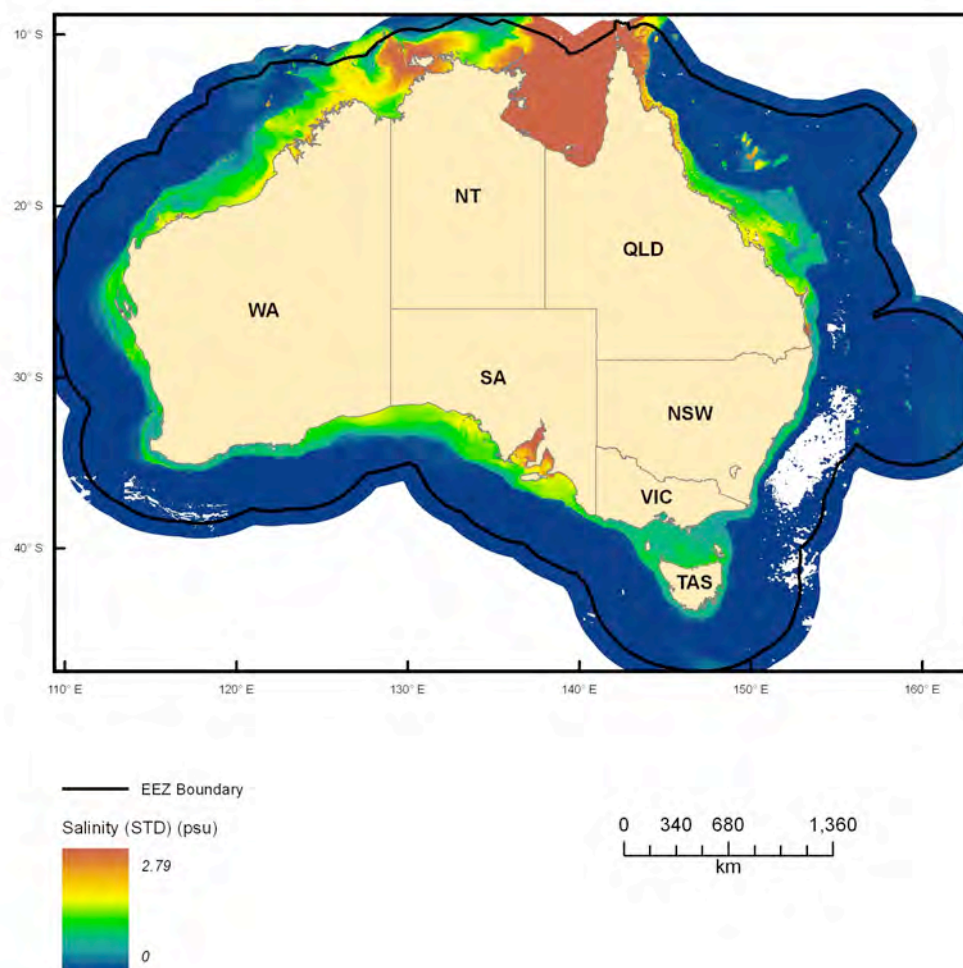 10° S
NT
20° S
QLD
WA
30° S
SA
NSW
VIC
40° S
TAS
110° E 120° E 130° E 140° E 150° E 160° E
EEZ Boundary
Salinity (STD) (psu)
2.79
0
0 340 680 1,360
km